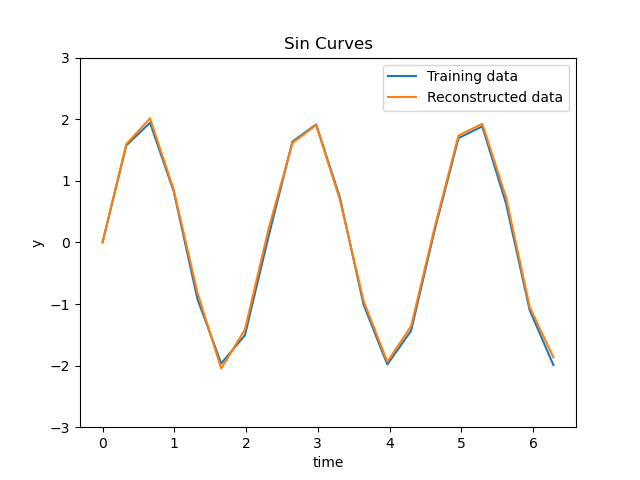 Sin Curves
Training data
Reconstructed data
3
2
1
0
−1
−2
−3
y
0 1 2 3 4 5 6
time